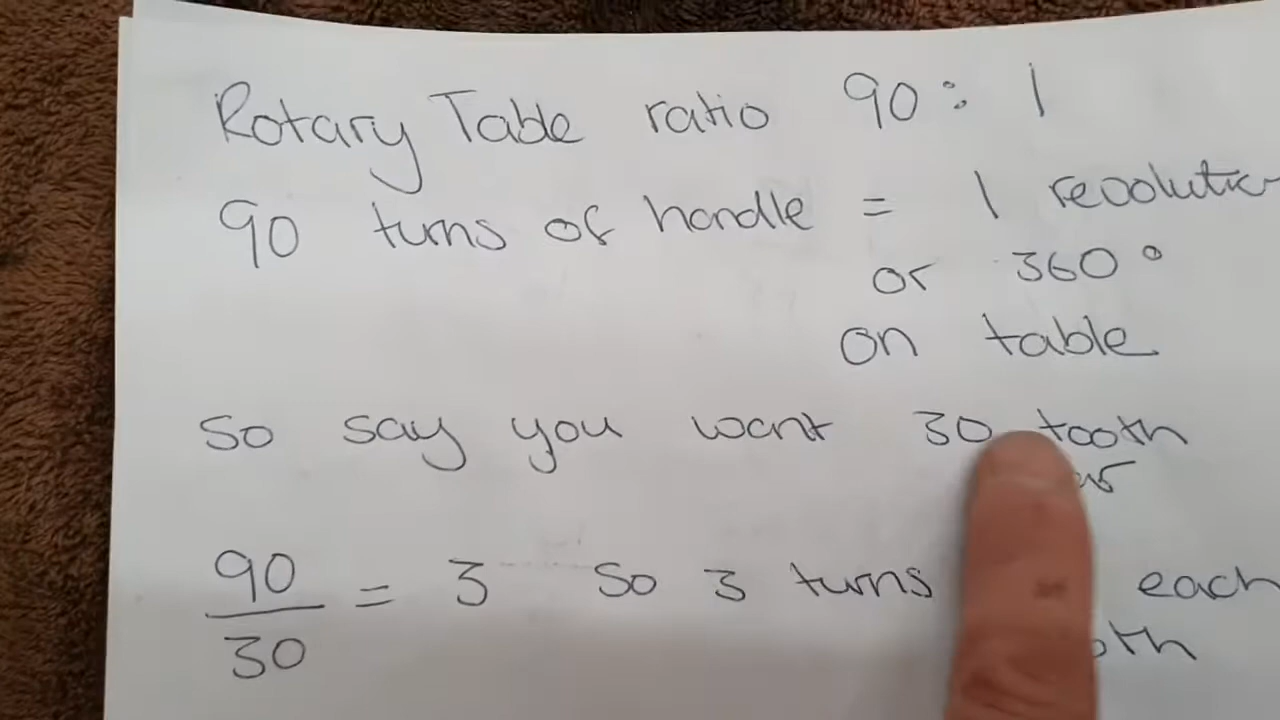 Rotary Table ratio 90:1
90 turns of handle = 1 revolution
or 360°
on table
So say you want 30 tooth
90/30 = 3 So 3 turns each